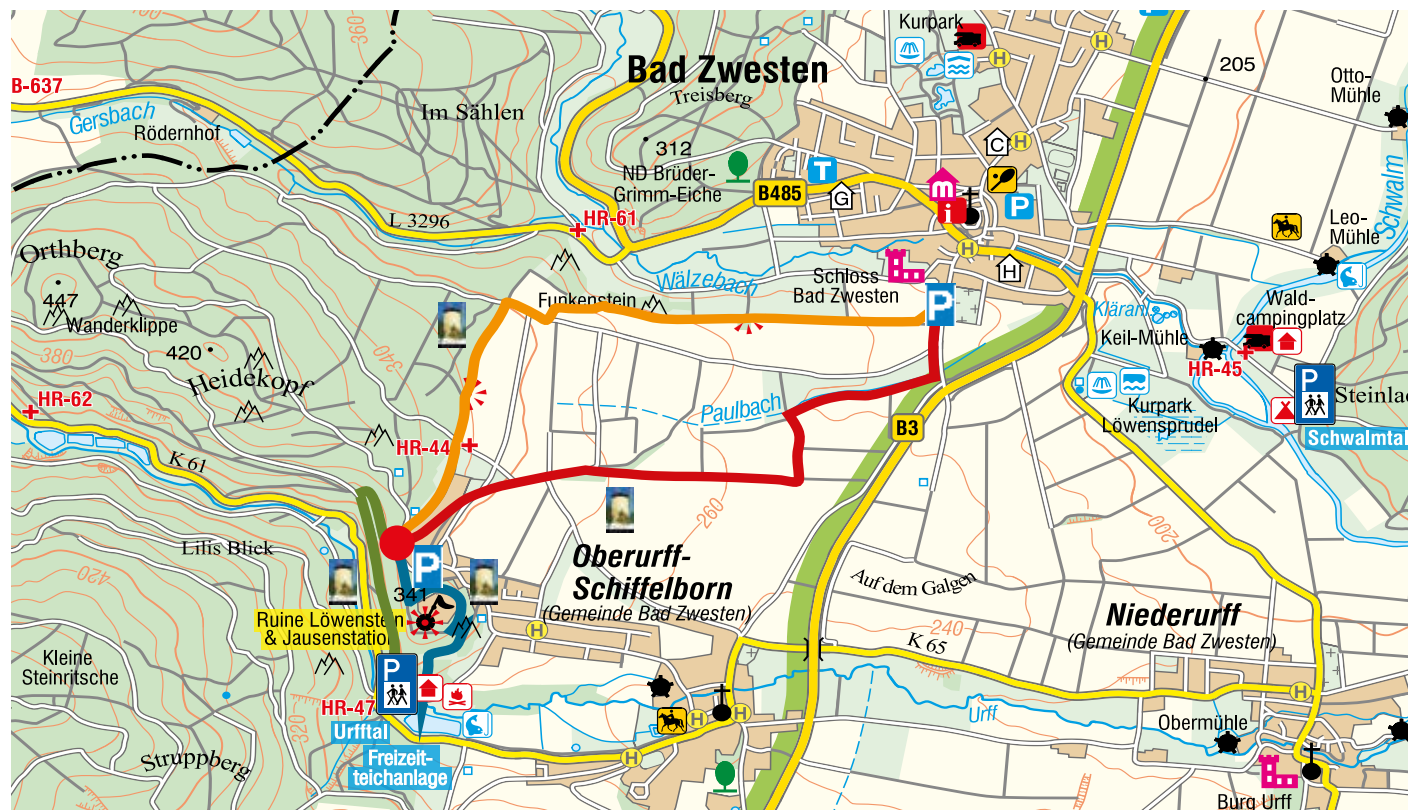 360
Kurpark
H
H
B-637
Bad Zwesten
205
Otto-
Mühle
Gersbach
Im Sählen
Treisberg
Rödernhof
312
C
H
ND Brüder-
Grimm-Eiche
T
B485
G
m
i
P
Schwalm
L 3296
HR-61
Leo-
Mühle
Orthberg
H
H
Wälzebach
Schloss
Bad Zwesten
447
Funkenstein
P
Wald-
campingplatz
Wanderklippe
Keil-Mühle
380
420
340
HR-45
Heidekopf
P
Steinlac
HR-62
Paulbach
Kurpark
Löwensprudel
HR-44
B3
Schwalmtal
K 61
260
200
Lilis Blick
Oberurff-
Schiffelborn
(Gemeinde Bad Zwesten)
P
420
341
Auf dem Galgen
Niederurff
(Gemeinde Bad Zwesten)
Ruine Löwenstein
& Jausenstation
H
240
K 65
Kleine
Steinritsche
P
H
HR-47
320
H
H
Urff
Urfftal
Obermühle
Struppberg
Freizeit-
teichanlage
H
Burg Urff